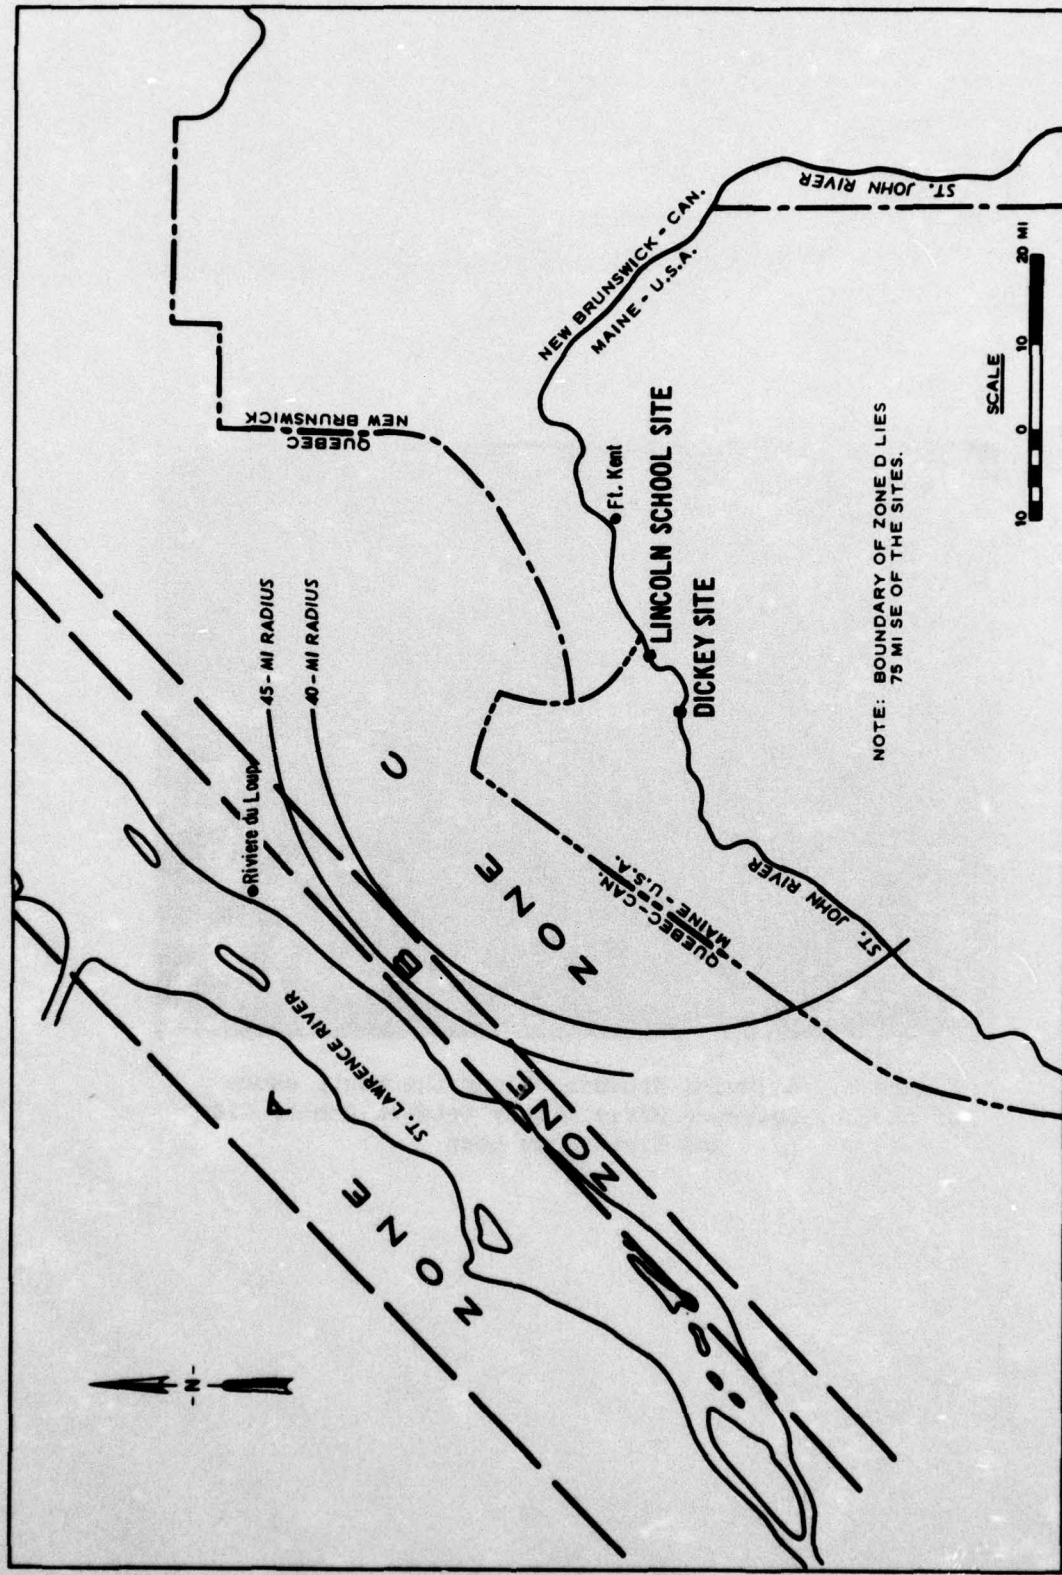 45-MI RADIUS
40-MI RADIUS
Riviere du Loup
ST. LAWRENCE RIVER
ZONE A
ZONE B
ZONE C
QUEBEC
NEW BRUNSWICK
NEW BRUNSWICK - CAN.
MAINE - U.S.A.
Ft. Kent
LINCOLN SCHOOL SITE
DICKEY SITE
QUEBEC-CAN.
MAINE - U.S.A.
ST. JOHN RIVER
ST. JOHN RIVER
-N-
NOTE: BOUNDARY OF ZONE D LIES
75 MI SE OF THE SITES.
SCALE
10 0 10 20 MI